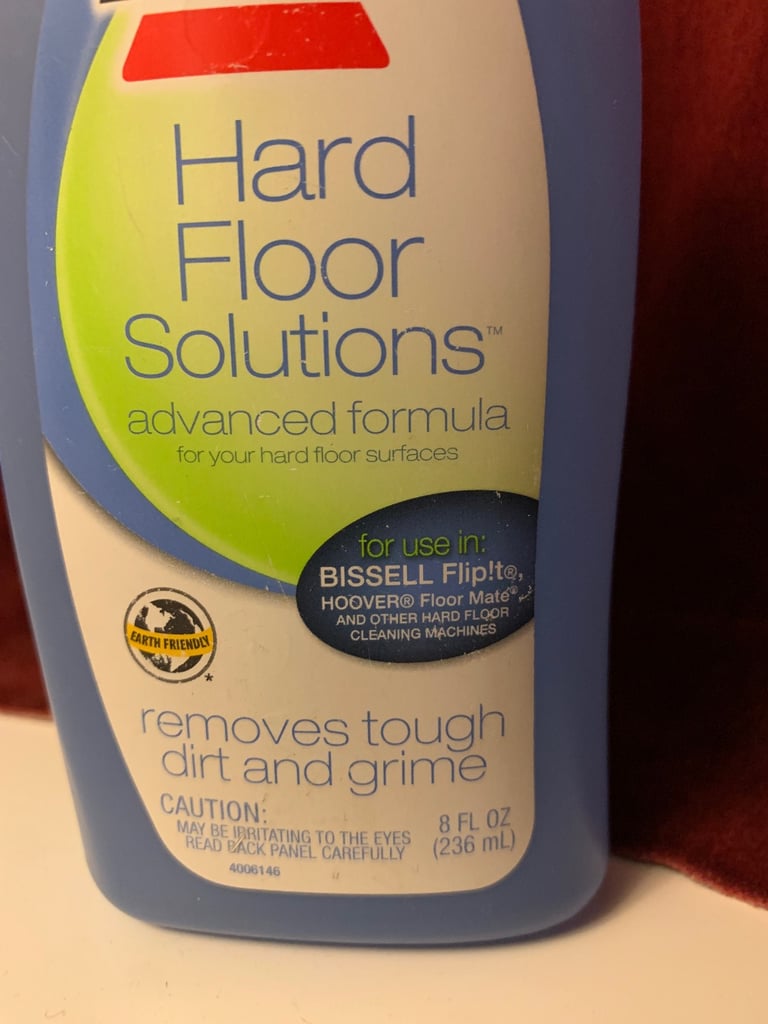 Hard
Floor
Solutions™
advanced formula
for your hard floor surfaces
for use in:
BISSELL Flip!t®,
HOOVER® Floor Mate®
AND OTHER HARD FLOOR
CLEANING MACHINES
EARTH FRIENDLY
*
removes tough
dirt and grime
CAUTION:
MAY BE IRRITATING TO THE EYES
READ BACK PANEL CAREFULLY
8 FL OZ
(236 mL)
4006146